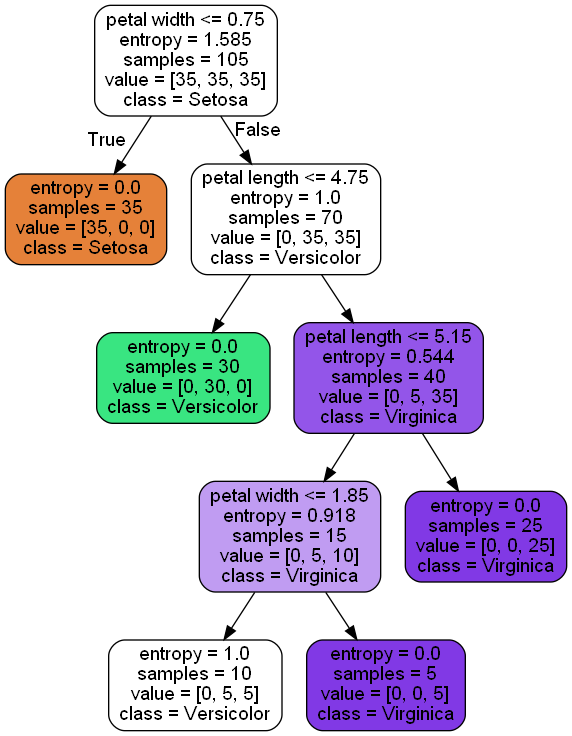 petal width <= 0.75
entropy = 1.585
samples = 105
value = [35, 35, 35]
class = Setosa
True
False
entropy = 0.0
samples = 35
value = [35, 0, 0]
class = Setosa
petal length <= 4.75
entropy = 1.0
samples = 70
value = [0, 35, 35]
class = Versicolor
entropy = 0.0
samples = 30
value = [0, 30, 0]
class = Versicolor
petal length <= 5.15
entropy = 0.544
samples = 40
value = [0, 5, 35]
class = Virginica
petal width <= 1.85
entropy = 0.918
samples = 15
value = [0, 5, 10]
class = Virginica
entropy = 0.0
samples = 25
value = [0, 0, 25]
class = Virginica
entropy = 1.0
samples = 10
value = [0, 5, 5]
class = Versicolor
entropy = 0.0
samples = 5
value = [0, 0, 5]
class = Virginica